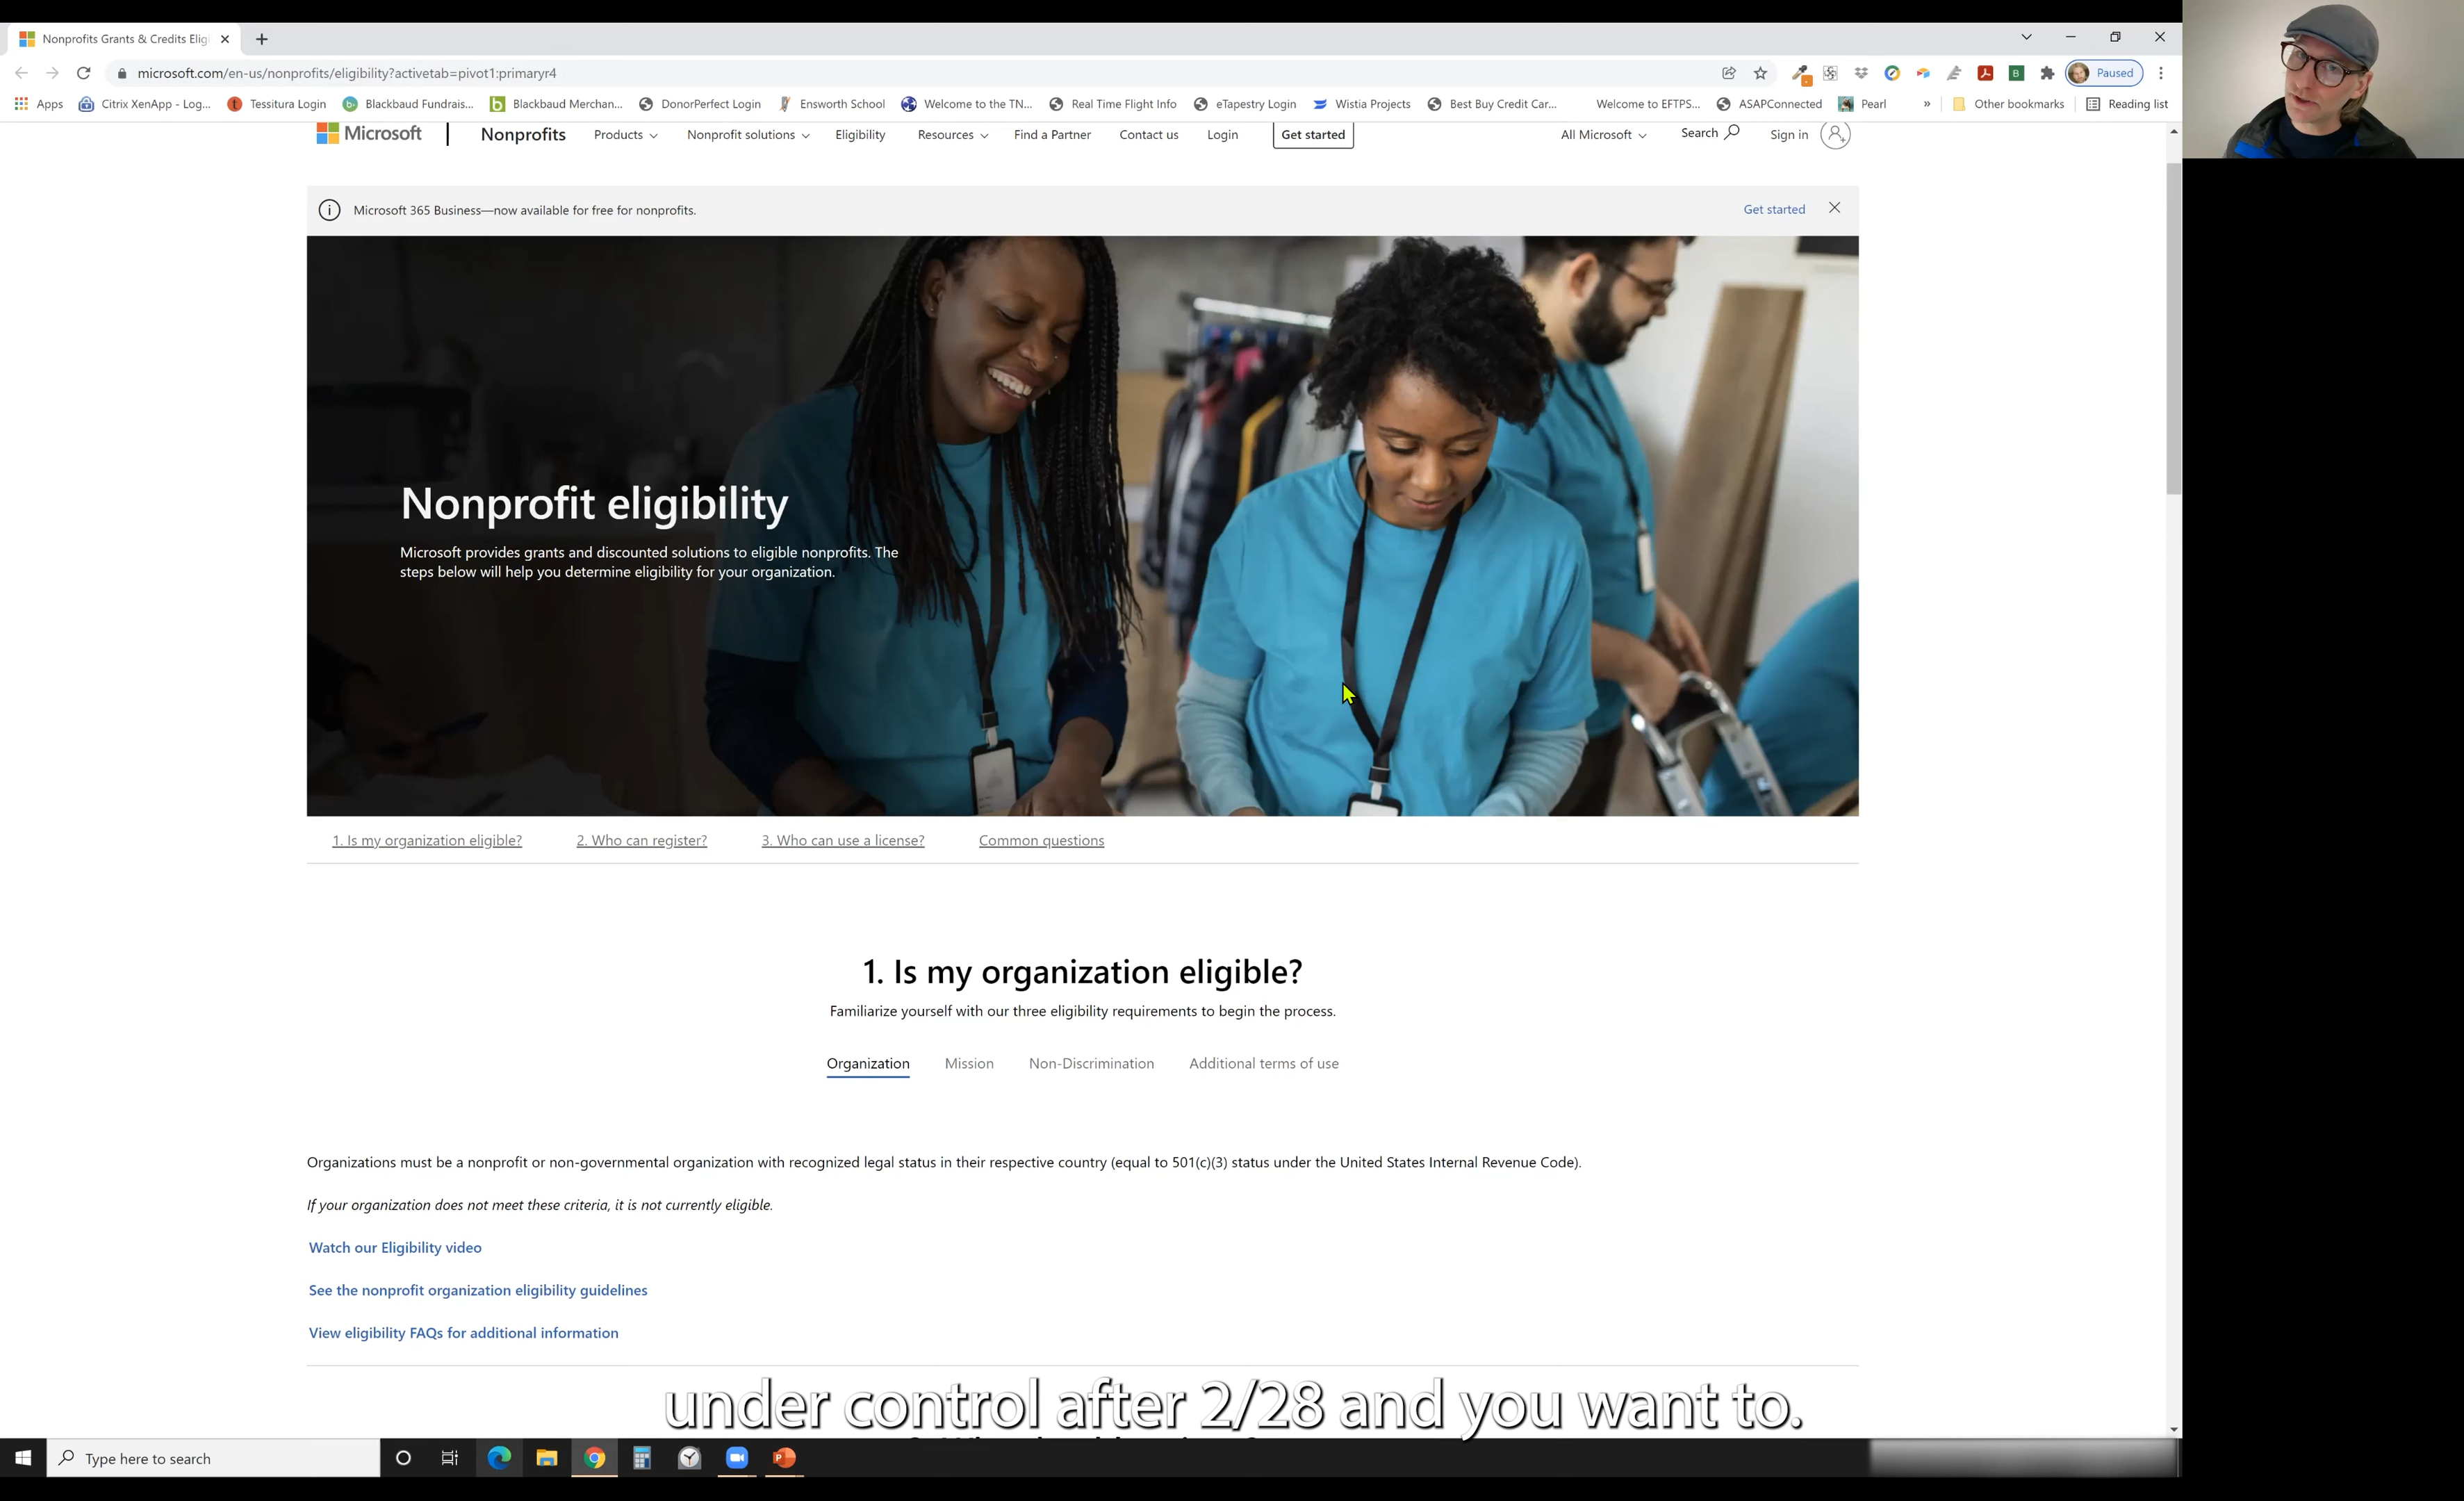 Nonprofits Grants & Credits Elig
microsoft.com/en-us/nonprofits/eligibility?activetab=pivot1:primaryr4
Paused
Apps Citrix XenApp - Log... Tessitura Login Blackbaud Fundrais... Blackbaud Merchan... DonorPerfect Login Ensworth School Welcome to the TN... Real Time Flight Info eTapestry Login Wistia Projects Best Buy Credit Car... Welcome to EFTPS... ASAPConnected Pearl » Other bookmarks Reading list
Microsoft Nonprofits Products Nonprofit solutions Eligibility Resources Find a Partner Contact us Login Get started All Microsoft Search Sign in
Microsoft 365 Business—now available for free for nonprofits. Get started
Nonprofit eligibility
Microsoft provides grants and discounted solutions to eligible nonprofits. The
steps below will help you determine eligibility for your organization.
1. Is my organization eligible? 2. Who can register? 3. Who can use a license? Common questions
1. Is my organization eligible?
Familiarize yourself with our three eligibility requirements to begin the process.
Organization Mission Non-Discrimination Additional terms of use
Organizations must be a nonprofit or non-governmental organization with recognized legal status in their respective country (equal to 501(c)(3) status under the United States Internal Revenue Code).
If your organization does not meet these criteria, it is not currently eligible.
Watch our Eligibility video
See the nonprofit organization eligibility guidelines
View eligibility FAQs for additional information
under control after 2/28 and you want to.
Type here to search